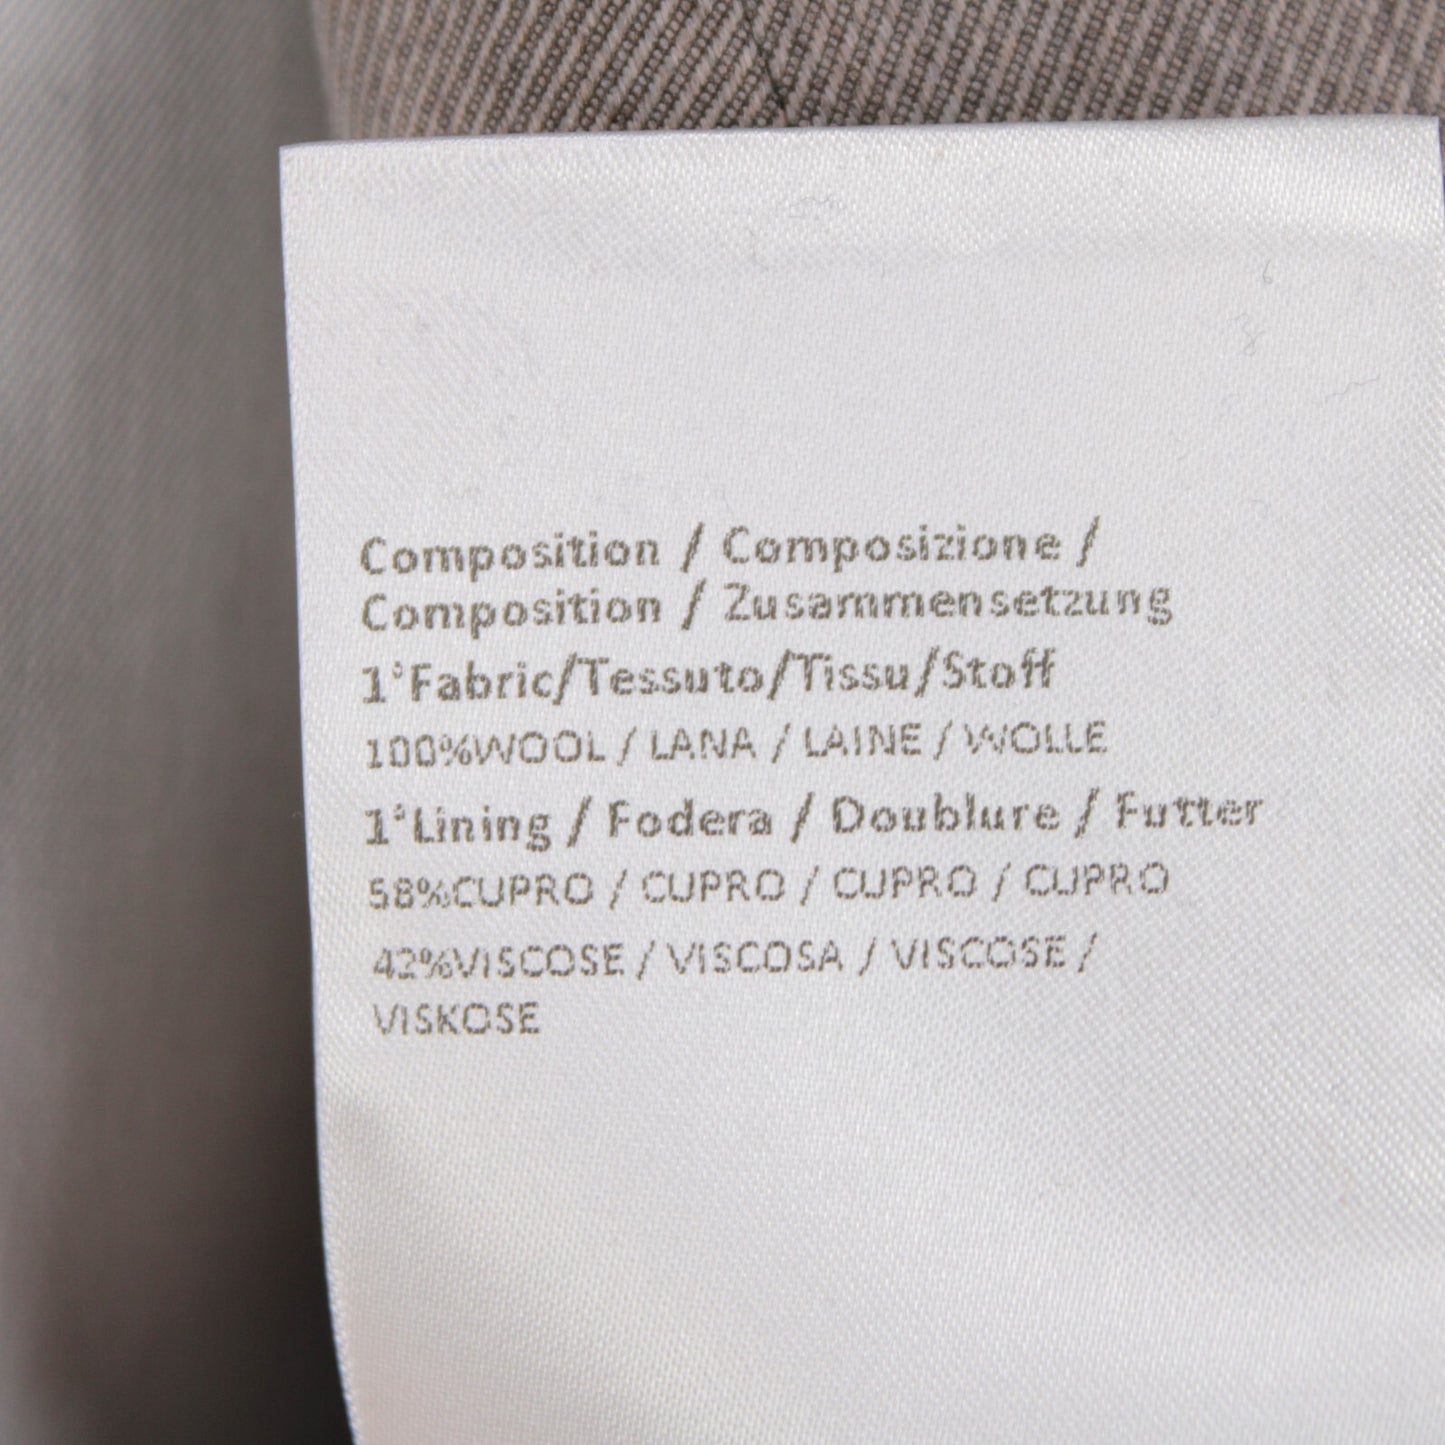 Composition / Composizione /
Composition / Zusammensetzung
1°Fabric/Tessuto/Tissu/Stoff
100%WOOL / LANA / LAINE / WOLLE
1°Lining / Fodera / Doublure / Futter
58%CUPRO / CUPRO / CUPRO / CUPRO
42%VISCOSE / VISCOSA / VISCOSE /
VISKOSE